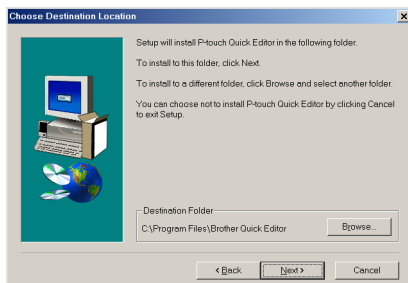 Choose Destination Location
Setup will install P-touch Quick Editor in the following folder.
To install to this folder, click Next.
To install to a different folder, click Browse and select another folder.
You can choose not to install P-touch Quick Editor by clicking Cancel
to exit Setup.
Destination Folder
C:\Program Files\Brother Quick Editor
Browse...
< Back
Next >
Cancel